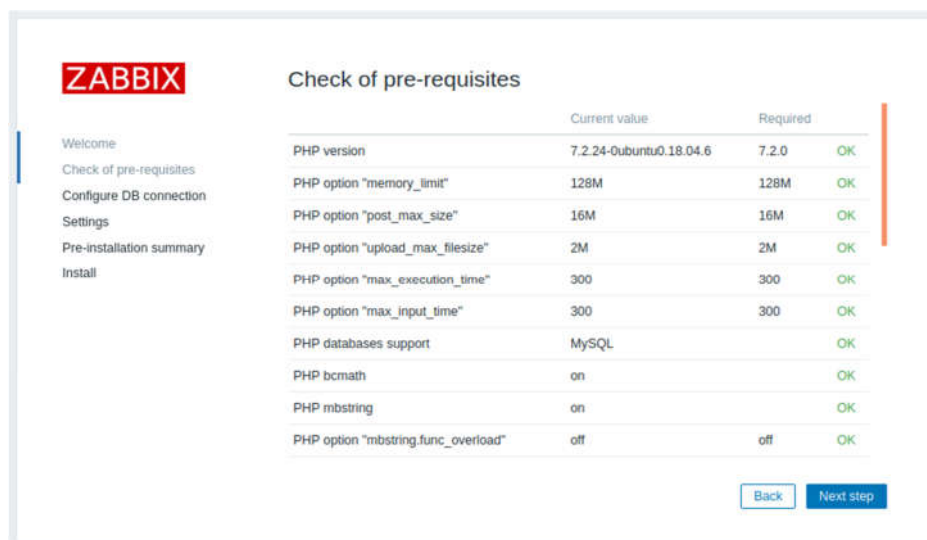 ZABBIX
Welcome
Check of pre-requisites
Configure DB connection
Settings
Pre-installation summary
Install
Check of pre-requisites
Current value Required
PHP version 7.2.24-0ubuntu0.18.04.6 7.2.0 OK
PHP option "memory_limit" 128M 128M OK
PHP option "post_max_size" 16M 16M OK
PHP option "upload_max_filesize" 2M 2M OK
PHP option "max_execution_time" 300 300 OK
PHP option "max_input_time" 300 300 OK
PHP databases support MySQL OK
PHP bcmath on OK
PHP mbstring on OK
PHP option "mbstring.func_overload" off off OK
Back Next step